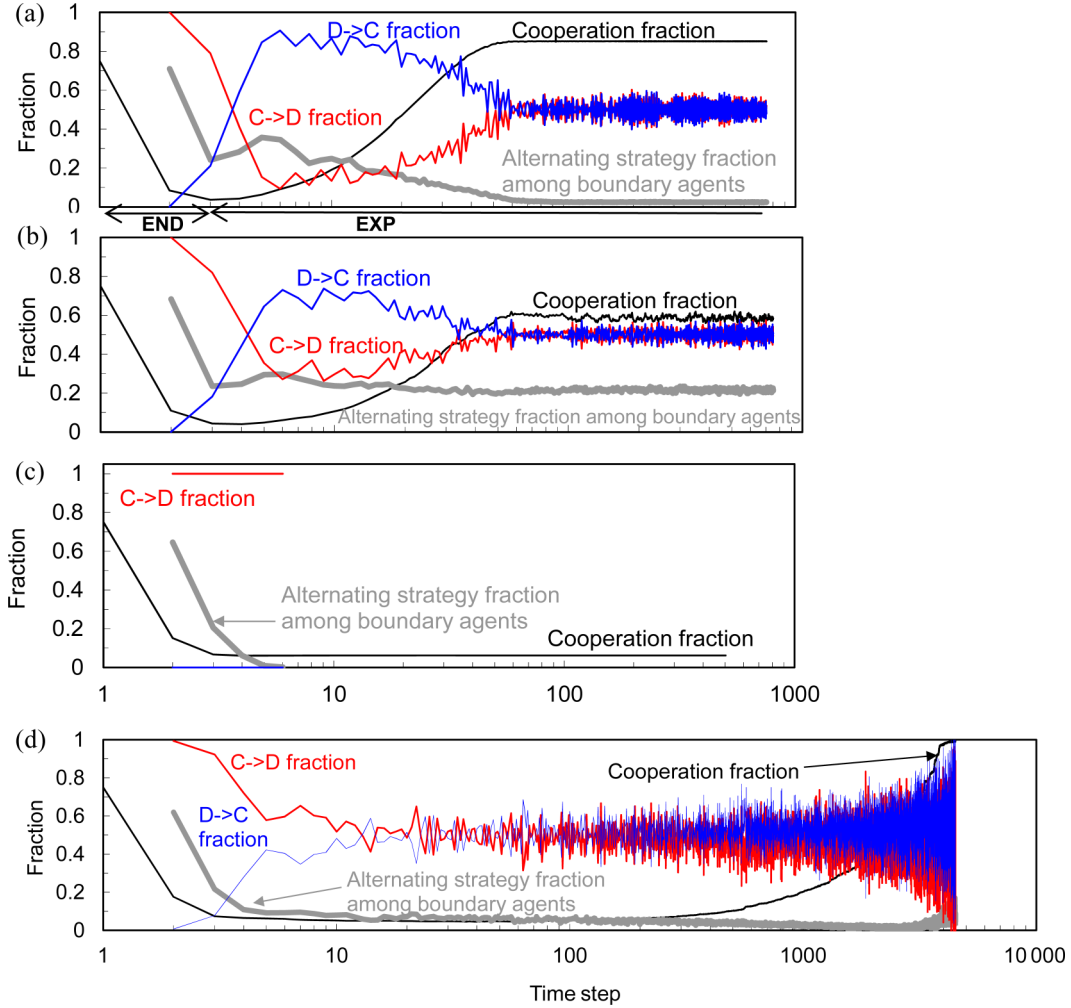 (a)
D->C fraction
Cooperation fraction
C->D fraction
Alternating strategy fraction
among boundary agents
Fraction
1
0.8
0.6
0.4
0.2
0
END
EXP
(b)
D->C fraction
Cooperation fraction
C->D fraction
Alternating strategy fraction among boundary agents
Fraction
1
0.8
0.6
0.4
0.2
0
1
10
100
1000
(c)
C->D fraction
Alternating strategy fraction
among boundary agents
Cooperation fraction
Fraction
1
0.8
0.6
0.4
0.2
0
1
10
100
1000
(d)
C->D fraction
Cooperation fraction
D->C
fraction
Alternating strategy fraction
among boundary agents
Fraction
1
0.8
0.6
0.4
0.2
0
1
10
100
1000
10 000
Time step